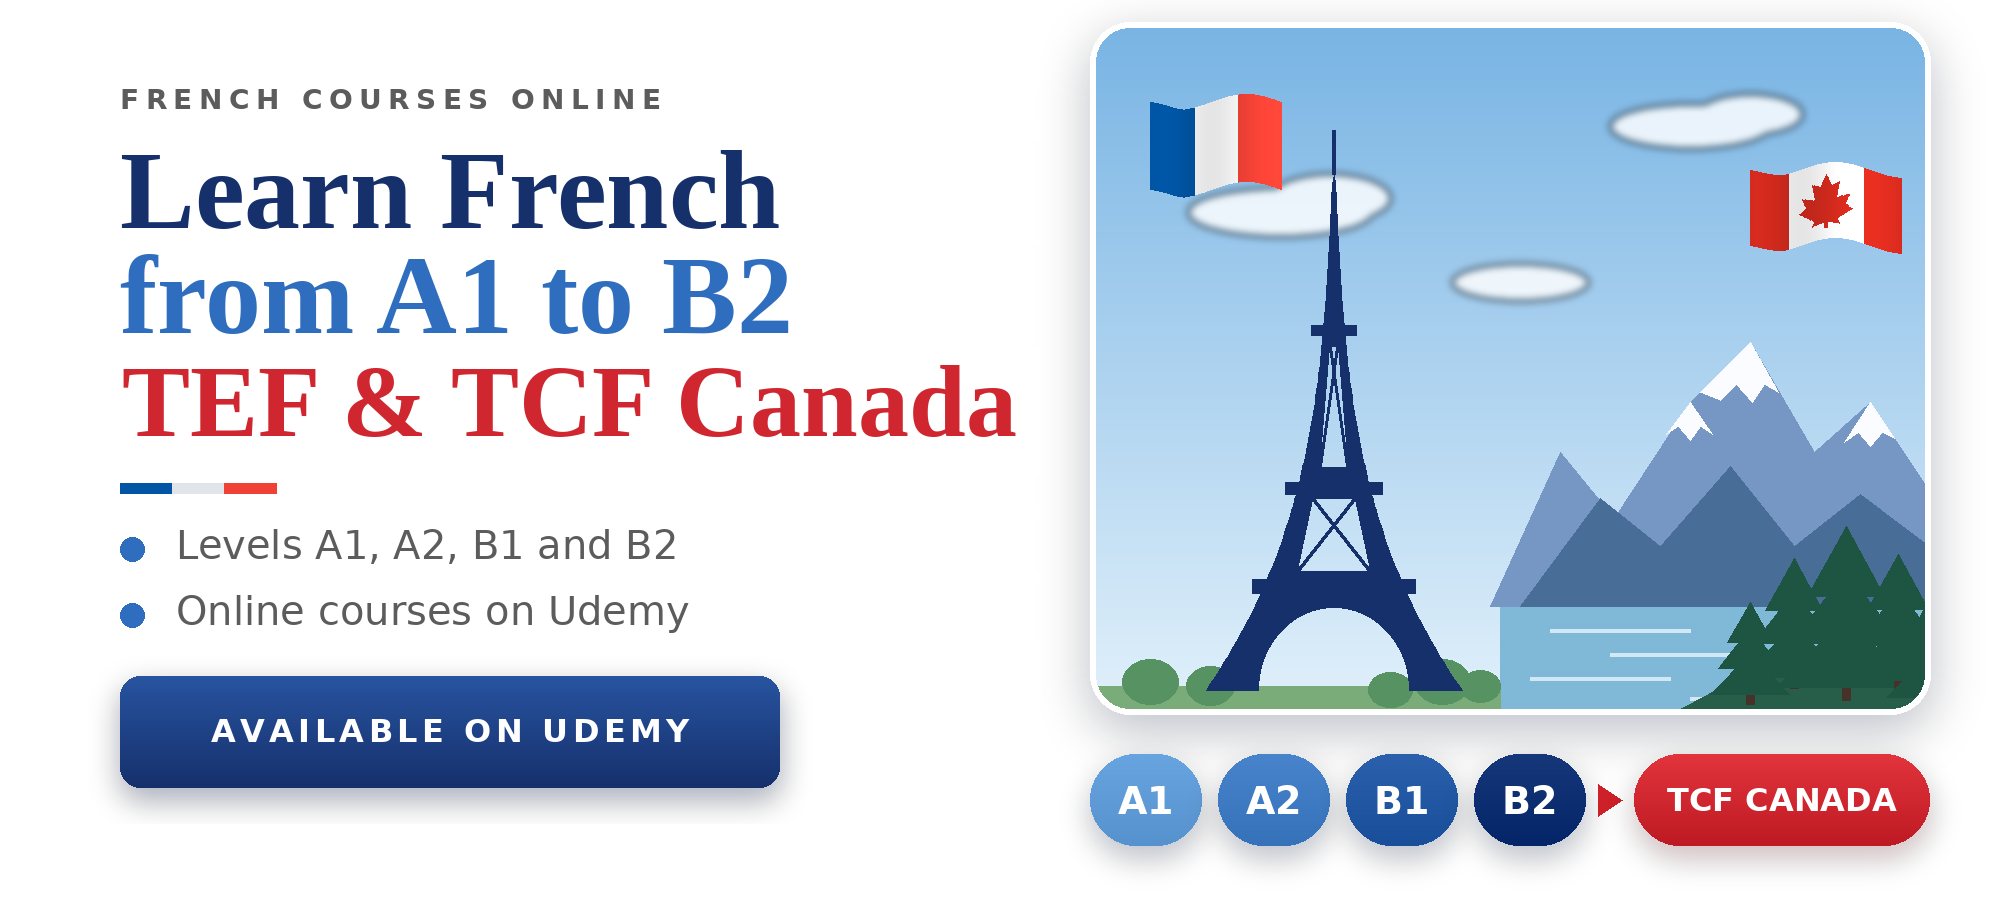 FRENCH COURSES ONLINE
Learn French
from A1 to B2
TEF & TCF Canada
Levels A1, A2, B1 and B2
Online courses on Udemy
AVAILABLE ON UDEMY
A1 A2 B1 B2 TCF CANADA